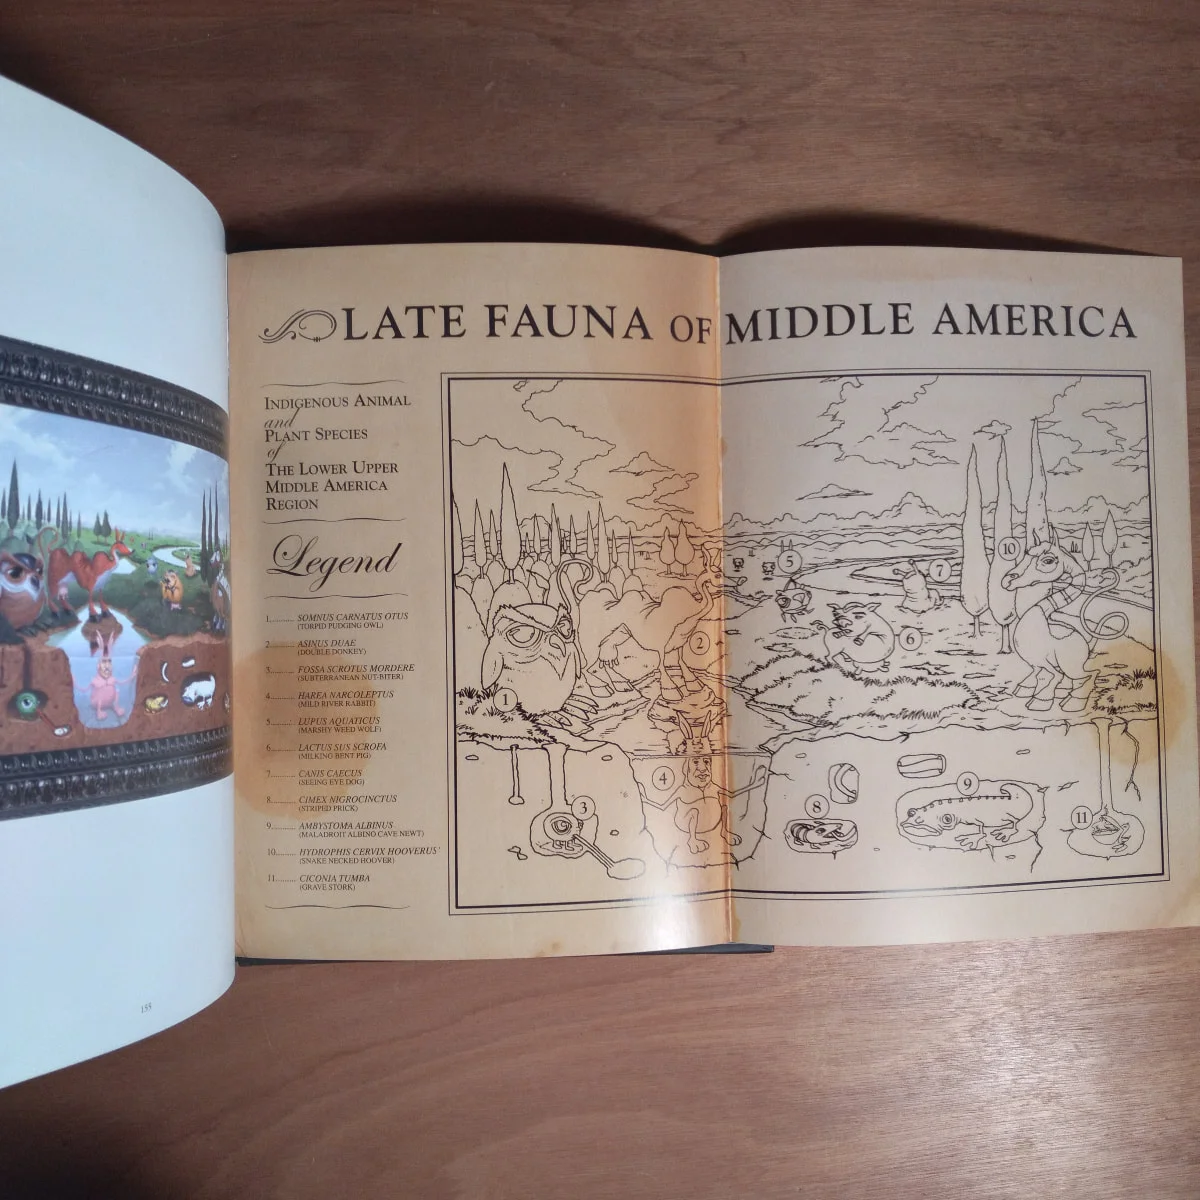 LATE FAUNA OF MIDDLE AMERICA
INDIGENOUS ANIMAL
and
PLANT SPECIES
of
THE LOWER UPPER
MIDDLE AMERICA
REGION
Legend
1.......... SOMNUS CARNATUS OTUS
(TORPID PUDGING OWL)
2.......... ASINUS DUAE
(DOUBLE DONKEY)
3.......... FOSSA SCROTUS MORDERE
(SUBTERRANEAN NUT-BITER)
4.......... HAREA NARCOLEPTUS
(MILD RIVER RABBIT)
5.......... LUPUS AQUATICUS
(MARSHY WEED WOLF)
6.......... LACTUS SUS SCROFA
(MILKING BENT PIG)
7.......... CANIS CAECUS
(SEEING EYE DOG)
8.......... CIMEX NIGROCINCTUS
(STRIPED PRICK)
9.......... AMBYSTOMA ALBINUS
(MALADROIT ALBINO CAVE NEWT)
10.......... HYDROPHIS CERVIX HOOVERUS'
(SNAKE NECKED HOOVER)
11.......... CICONIA TUMBA
(GRAVE STORK)
1
2
3
4
5
6
7
8
9
10
11
155